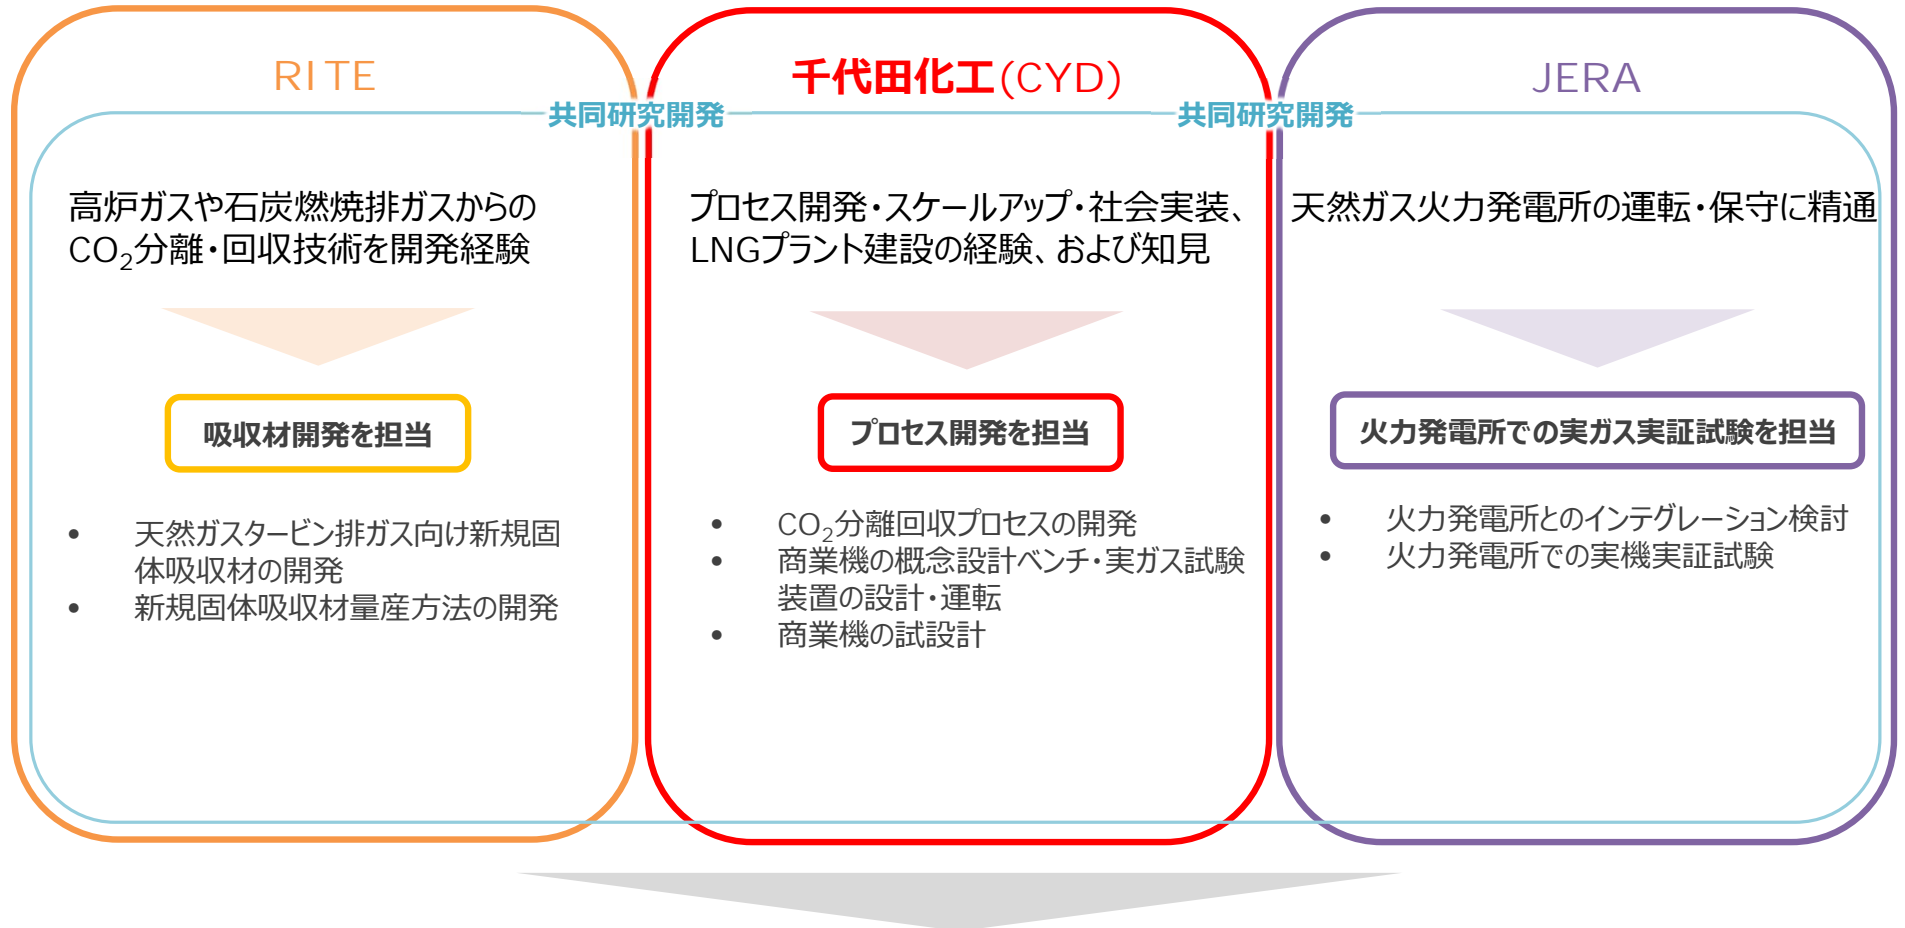 RITE
千代田化工(CYD)
JERA
共同研究開発
共同研究開発
高炉ガスや石炭燃焼排ガスからの
CO₂分離・回収技術を開発経験
吸収材開発を担当
• 天然ガスタービン排ガス向け新規固
体吸収材の開発
• 新規固体吸収材量産方法の開発
プロセス開発・スケールアップ・社会実装、
LNGプラント建設の経験、および知見
プロセス開発を担当
• CO₂分離回収プロセスの開発
• 商業機の概念設計ベンチ・実ガス試験
装置の設計・運転
• 商業機の試設計
天然ガス火力発電所の運転・保守に精通
火力発電所での実ガス実証試験を担当
• 火力発電所とのインテグレーション検討
• 火力発電所での実機実証試験